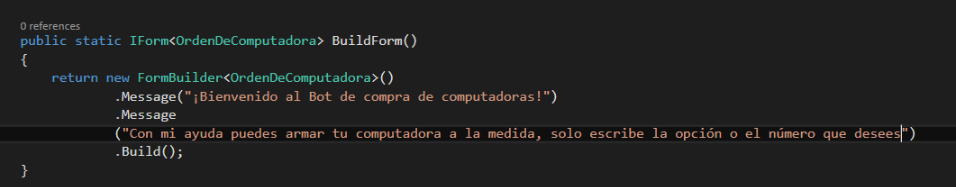 0 references
public static IForm<OrdenDeComputadora> BuildForm()
{
return new FormBuilder<OrdenDeComputadora>()
.Message("¡Bienvenido al Bot de compra de computadoras!")
.Message
("Con mi ayuda puedes armar tu computadora a la medida, solo escribe la opción o el número que desees")
.Build();
}